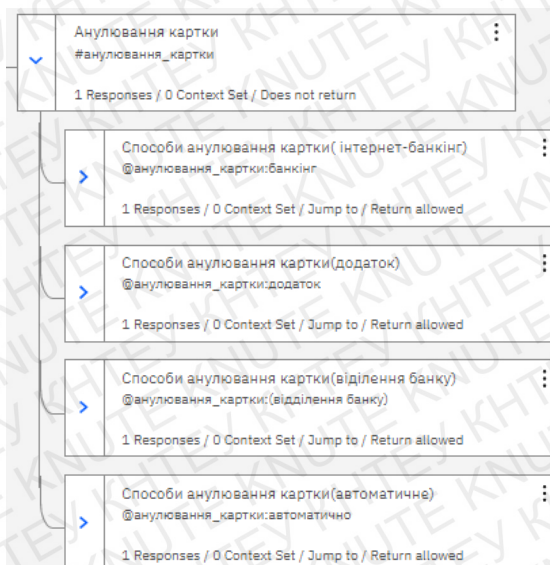 Анулювання картки
#анулювання_картки
1 Responses / 0 Context Set / Does not return
Способи анулювання картки( інтернет-банкінг)
@анулювання_картки:банкінг
1 Responses / 0 Context Set / Jump to / Return allowed
Способи анулювання картки(додаток)
@анулювання_картки:додаток
1 Responses / 0 Context Set / Jump to / Return allowed
Способи анулювання картки(віділення банку)
@анулювання_картки:(відділення банку)
1 Responses / 0 Context Set / Jump to / Return allowed
Способи анулювання картки(автоматичне)
@анулювання_картки:автоматично
1 Responses / 0 Context Set / Jump to / Return allowed